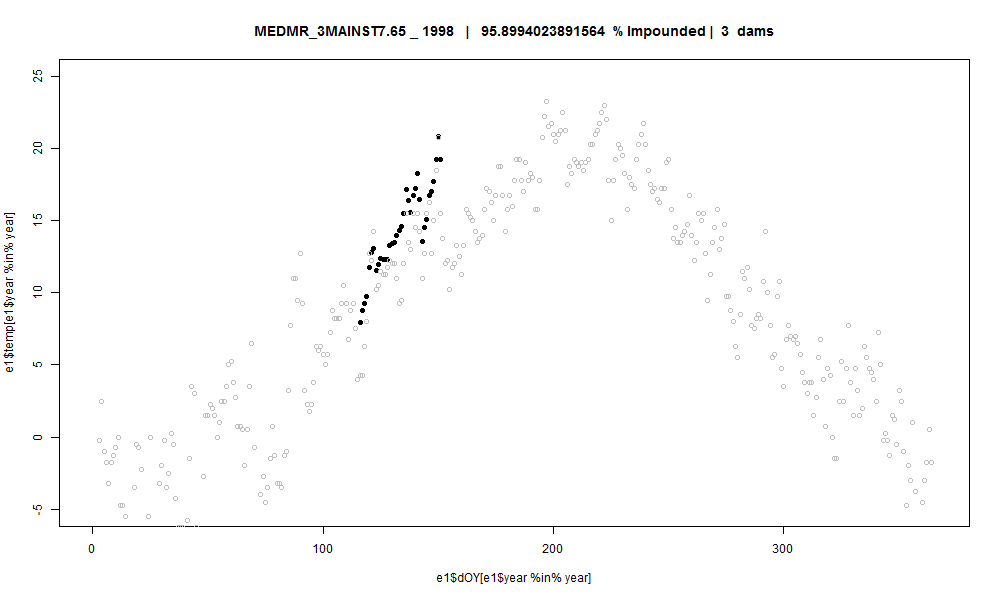 MEDMR_3MAINST7.65 _ 1998 | 95.8994023891564 % Impounded | 3 dams
25
20
15
10
5
0
-5
e1$temp[e1$year %in% year]
0 100 200 300
e1$dOY[e1$year %in% year]